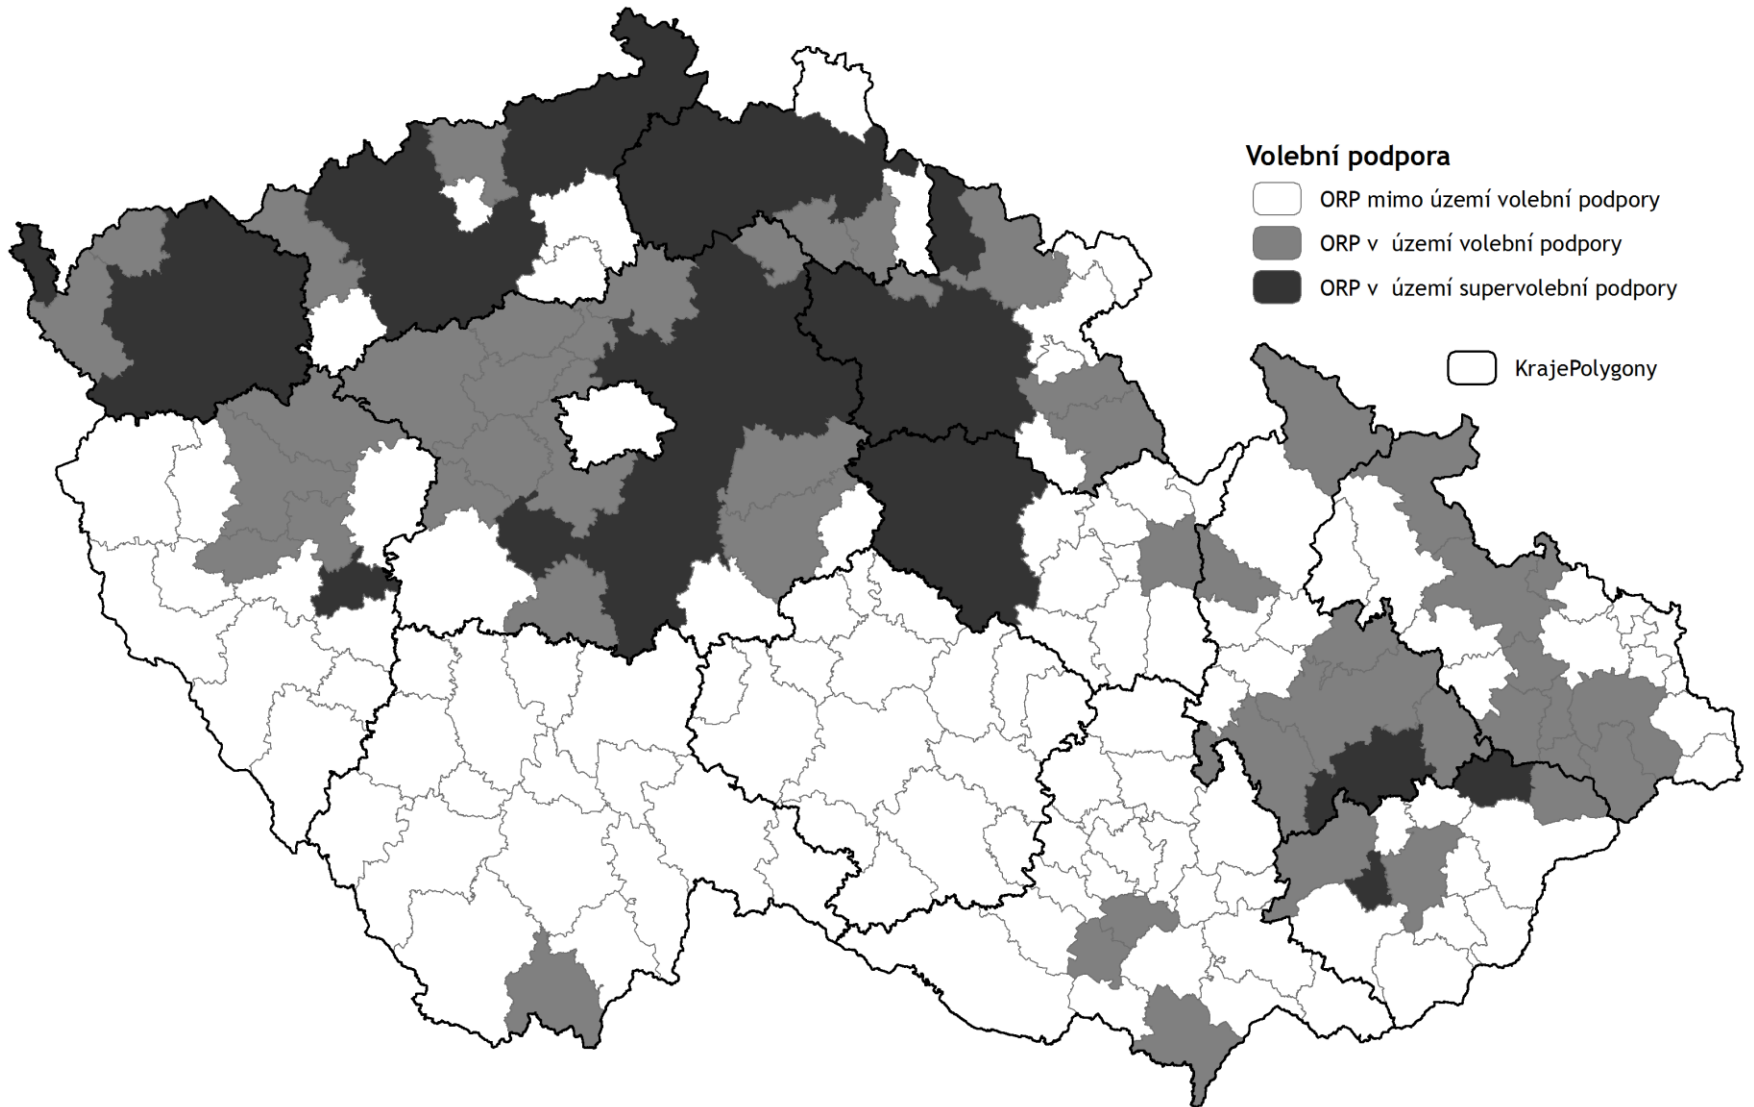 Volební podpora
ORP mimo území volební podpory
ORP v území volební podpory
ORP v území supervolební podpory
KrajePolygony